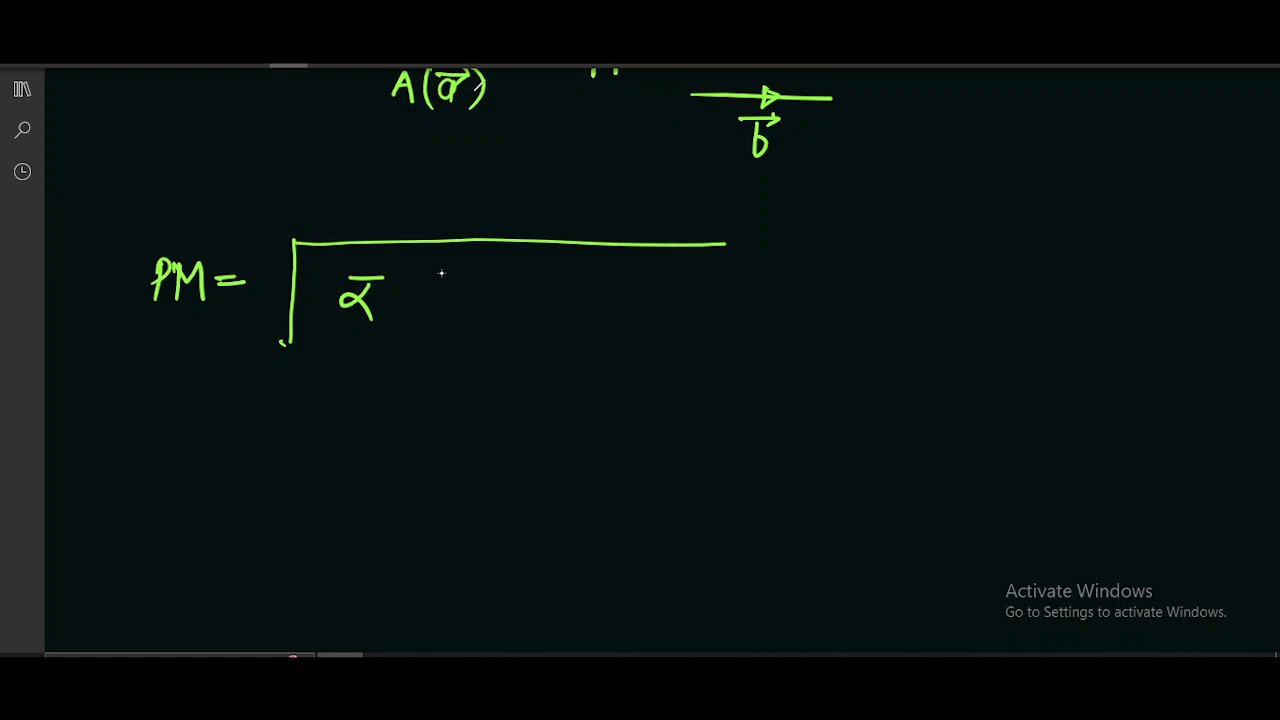 A(a⃗)
b⃗
PM = √ ᾱ
Activate Windows
Go to Settings to activate Windows.